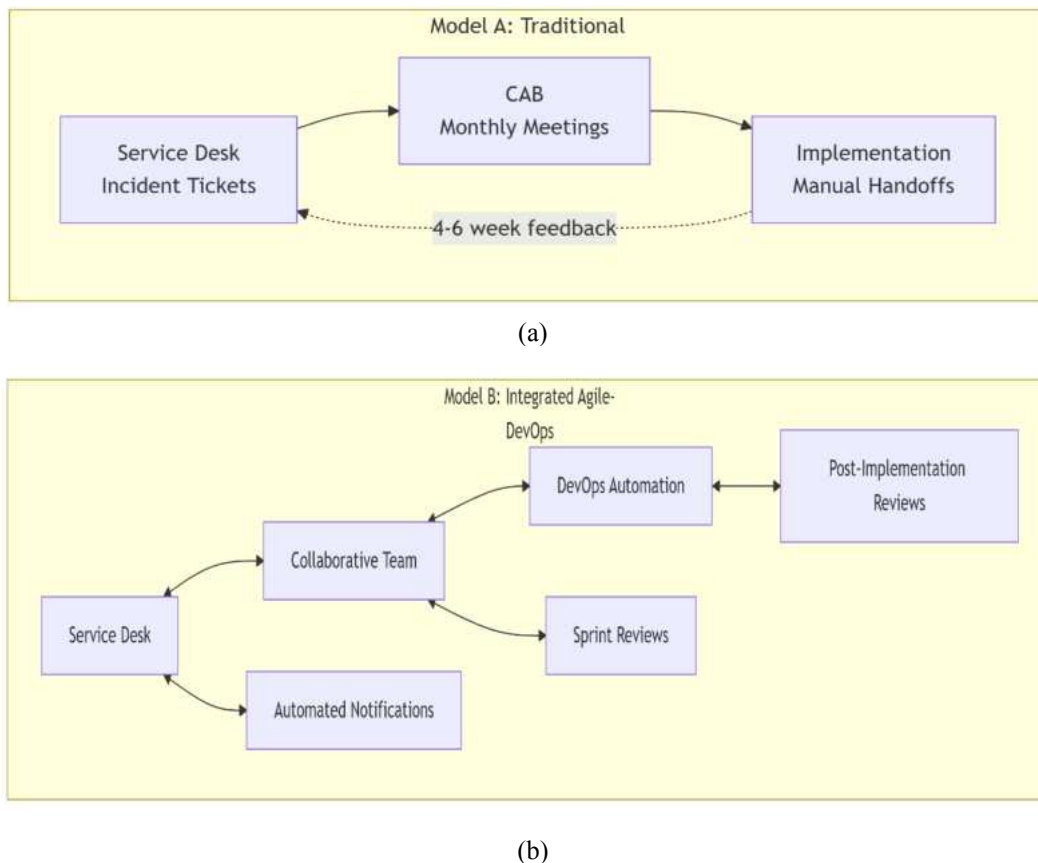 Model A: Traditional
CAB
Monthly Meetings
Service Desk
Incident Tickets
Implementation
Manual Handoffs
4-6 week feedback
(a)
Model B: Integrated Agile-
DevOps
Post-Implementation
Reviews
DevOps Automation
Collaborative Team
Service Desk
Sprint Reviews
Automated Notifications
(b)